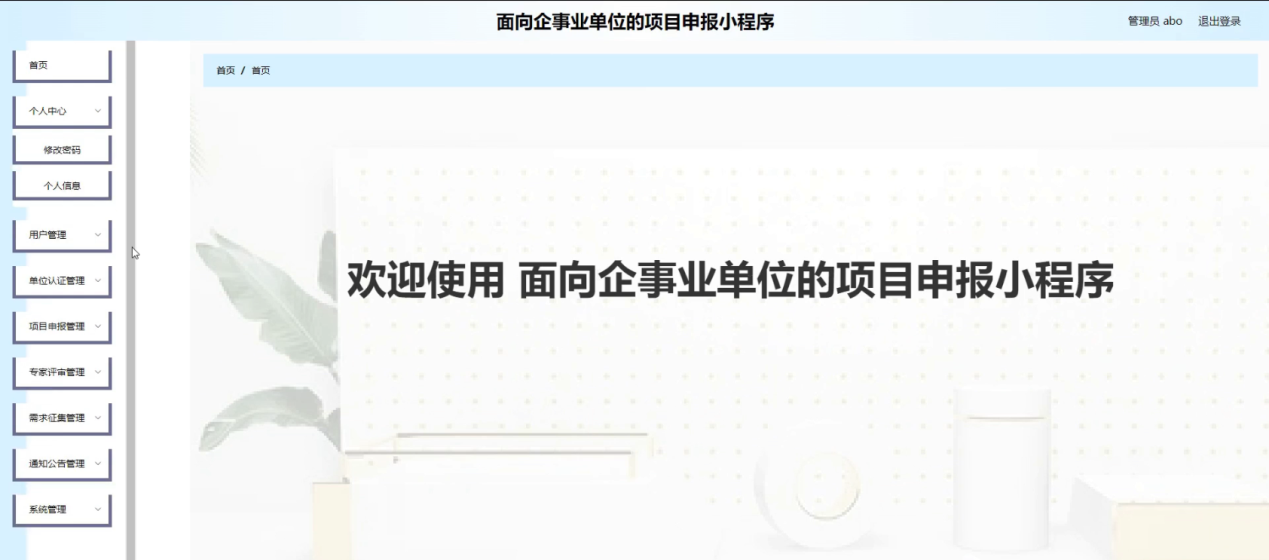 面向企事业单位的项目申报小程序
管理员 abo 退出登录
首页
个人中心
修改密码
个人信息
用户管理
单位认证管理
项目申报管理
专家评审管理
需求征集管理
通知公告管理
系统管理
首页 / 首页
欢迎使用 面向企事业单位的项目申报小程序